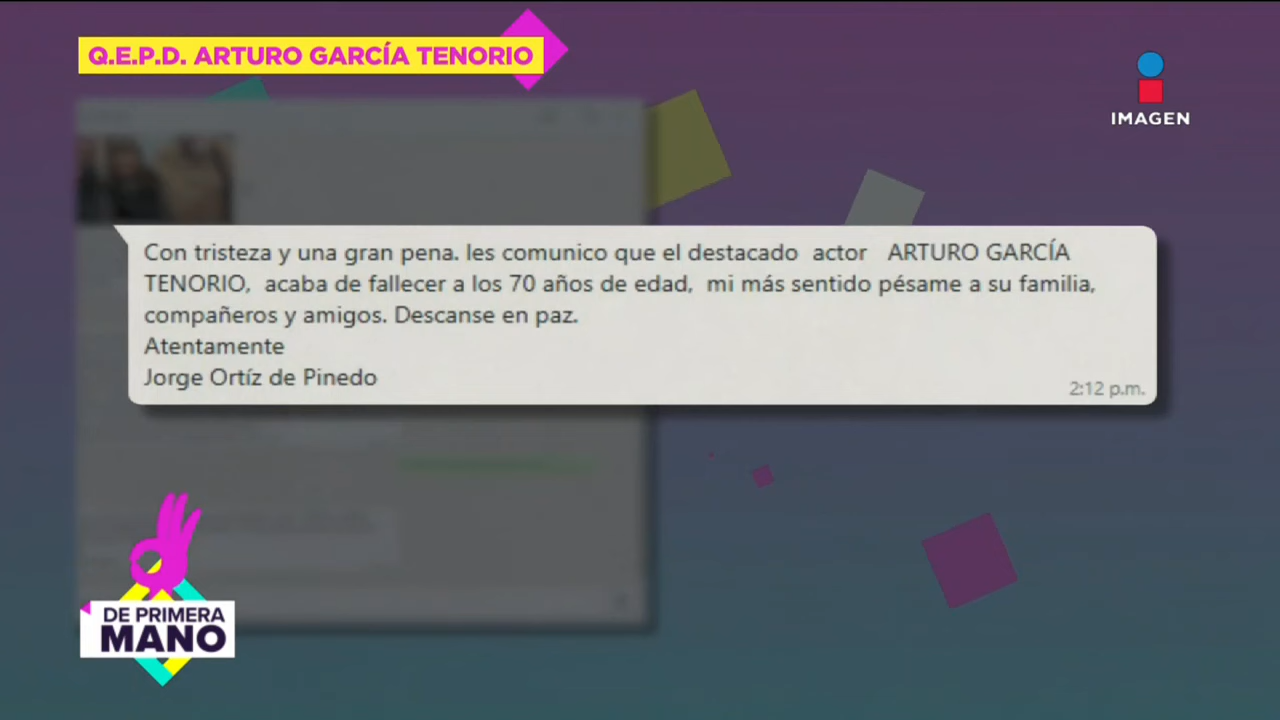 Q.E.P.D. ARTURO GARCÍA TENORIO
IMAGEN
Con tristeza y una gran pena. les comunico que el destacado actor ARTURO GARCÍA
TENORIO, acaba de fallecer a los 70 años de edad, mi más sentido pésame a su familia,
compañeros y amigos. Descanse en paz.
Atentamente
Jorge Ortíz de Pinedo
2:12 p.m.
DE PRIMERA
MANO